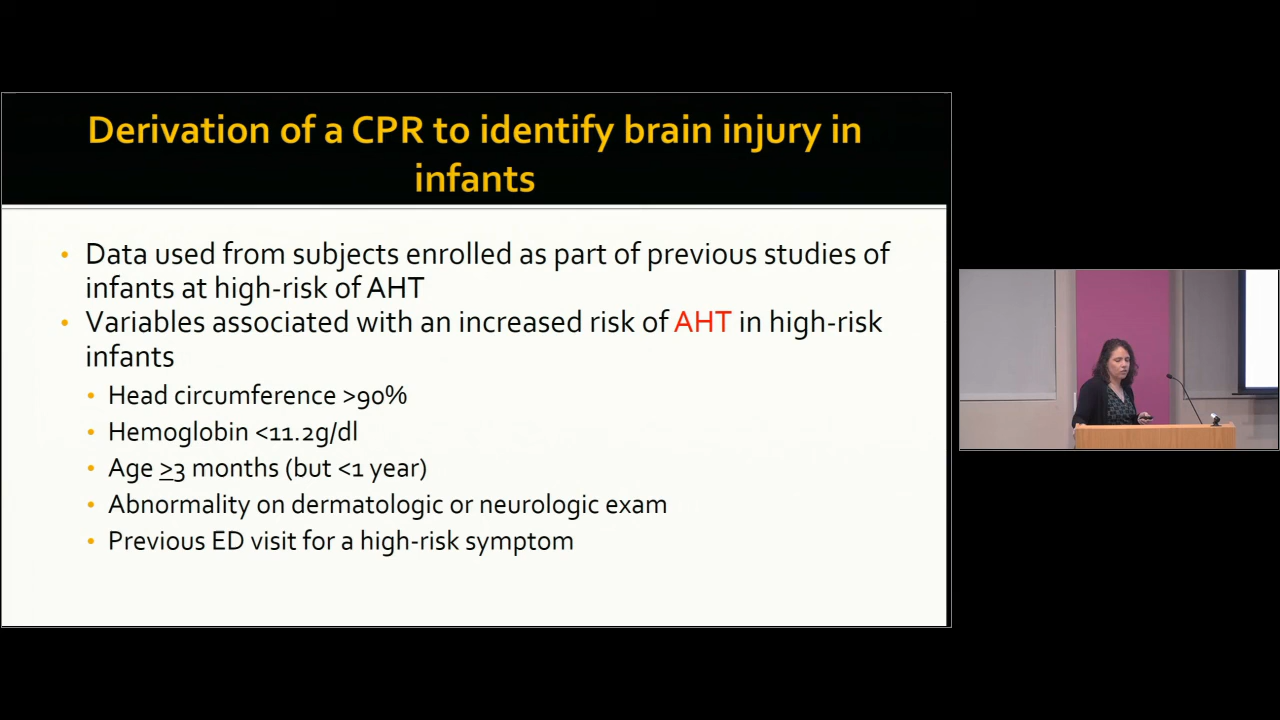 Derivation of a CPR to identify brain injury in
infants
• Data used from subjects enrolled as part of previous studies of
infants at high-risk of AHT
• Variables associated with an increased risk of AHT in high-risk
infants
• Head circumference >90%
• Hemoglobin <11.2g/dl
• Age ≥3 months (but <1 year)
• Abnormality on dermatologic or neurologic exam
• Previous ED visit for a high-risk symptom